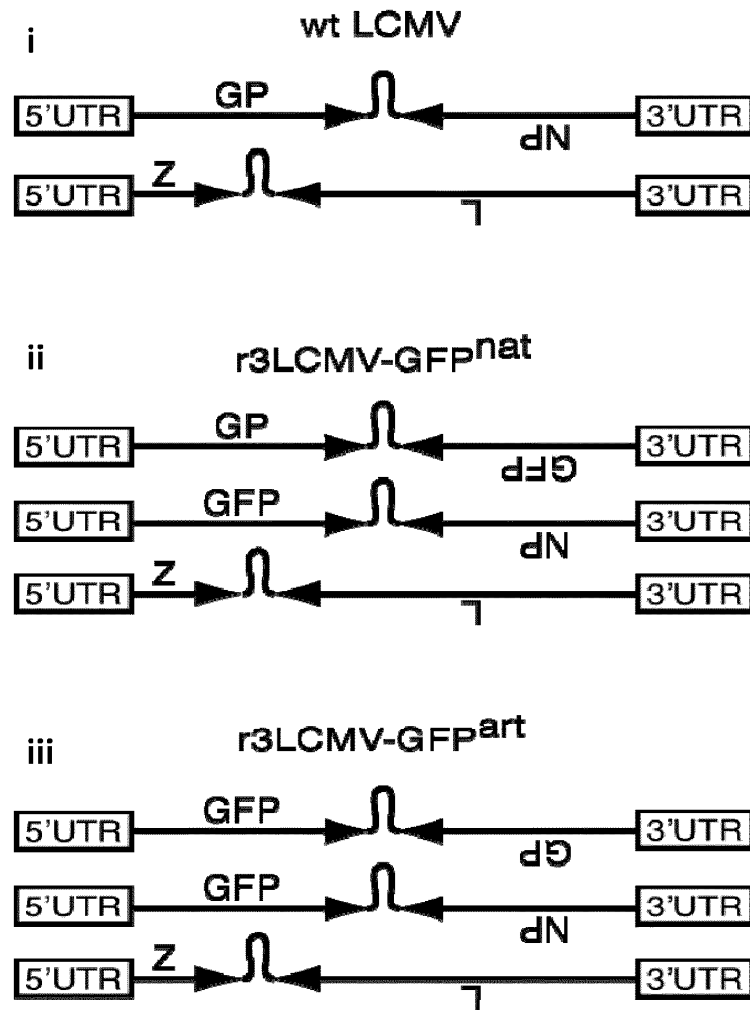 i
wt LCMV
5'UTR GP NP 3'UTR
5'UTR Z L 3'UTR
ii
r3LCMV-GFPnat
5'UTR GP GFP 3'UTR
5'UTR GFP NP 3'UTR
5'UTR Z L 3'UTR
iii
r3LCMV-GFPart
5'UTR GFP GP 3'UTR
5'UTR GFP NP 3'UTR
5'UTR Z L 3'UTR